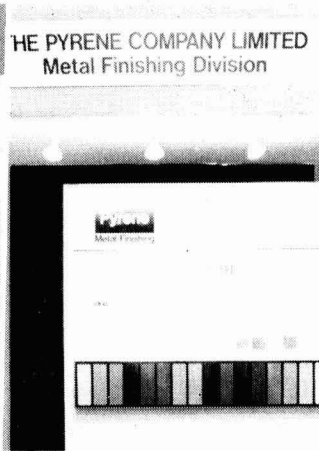 HE PYRENE COMPANY LIMITED
Metal Finishing Division
Pyrene
Metal Finishing